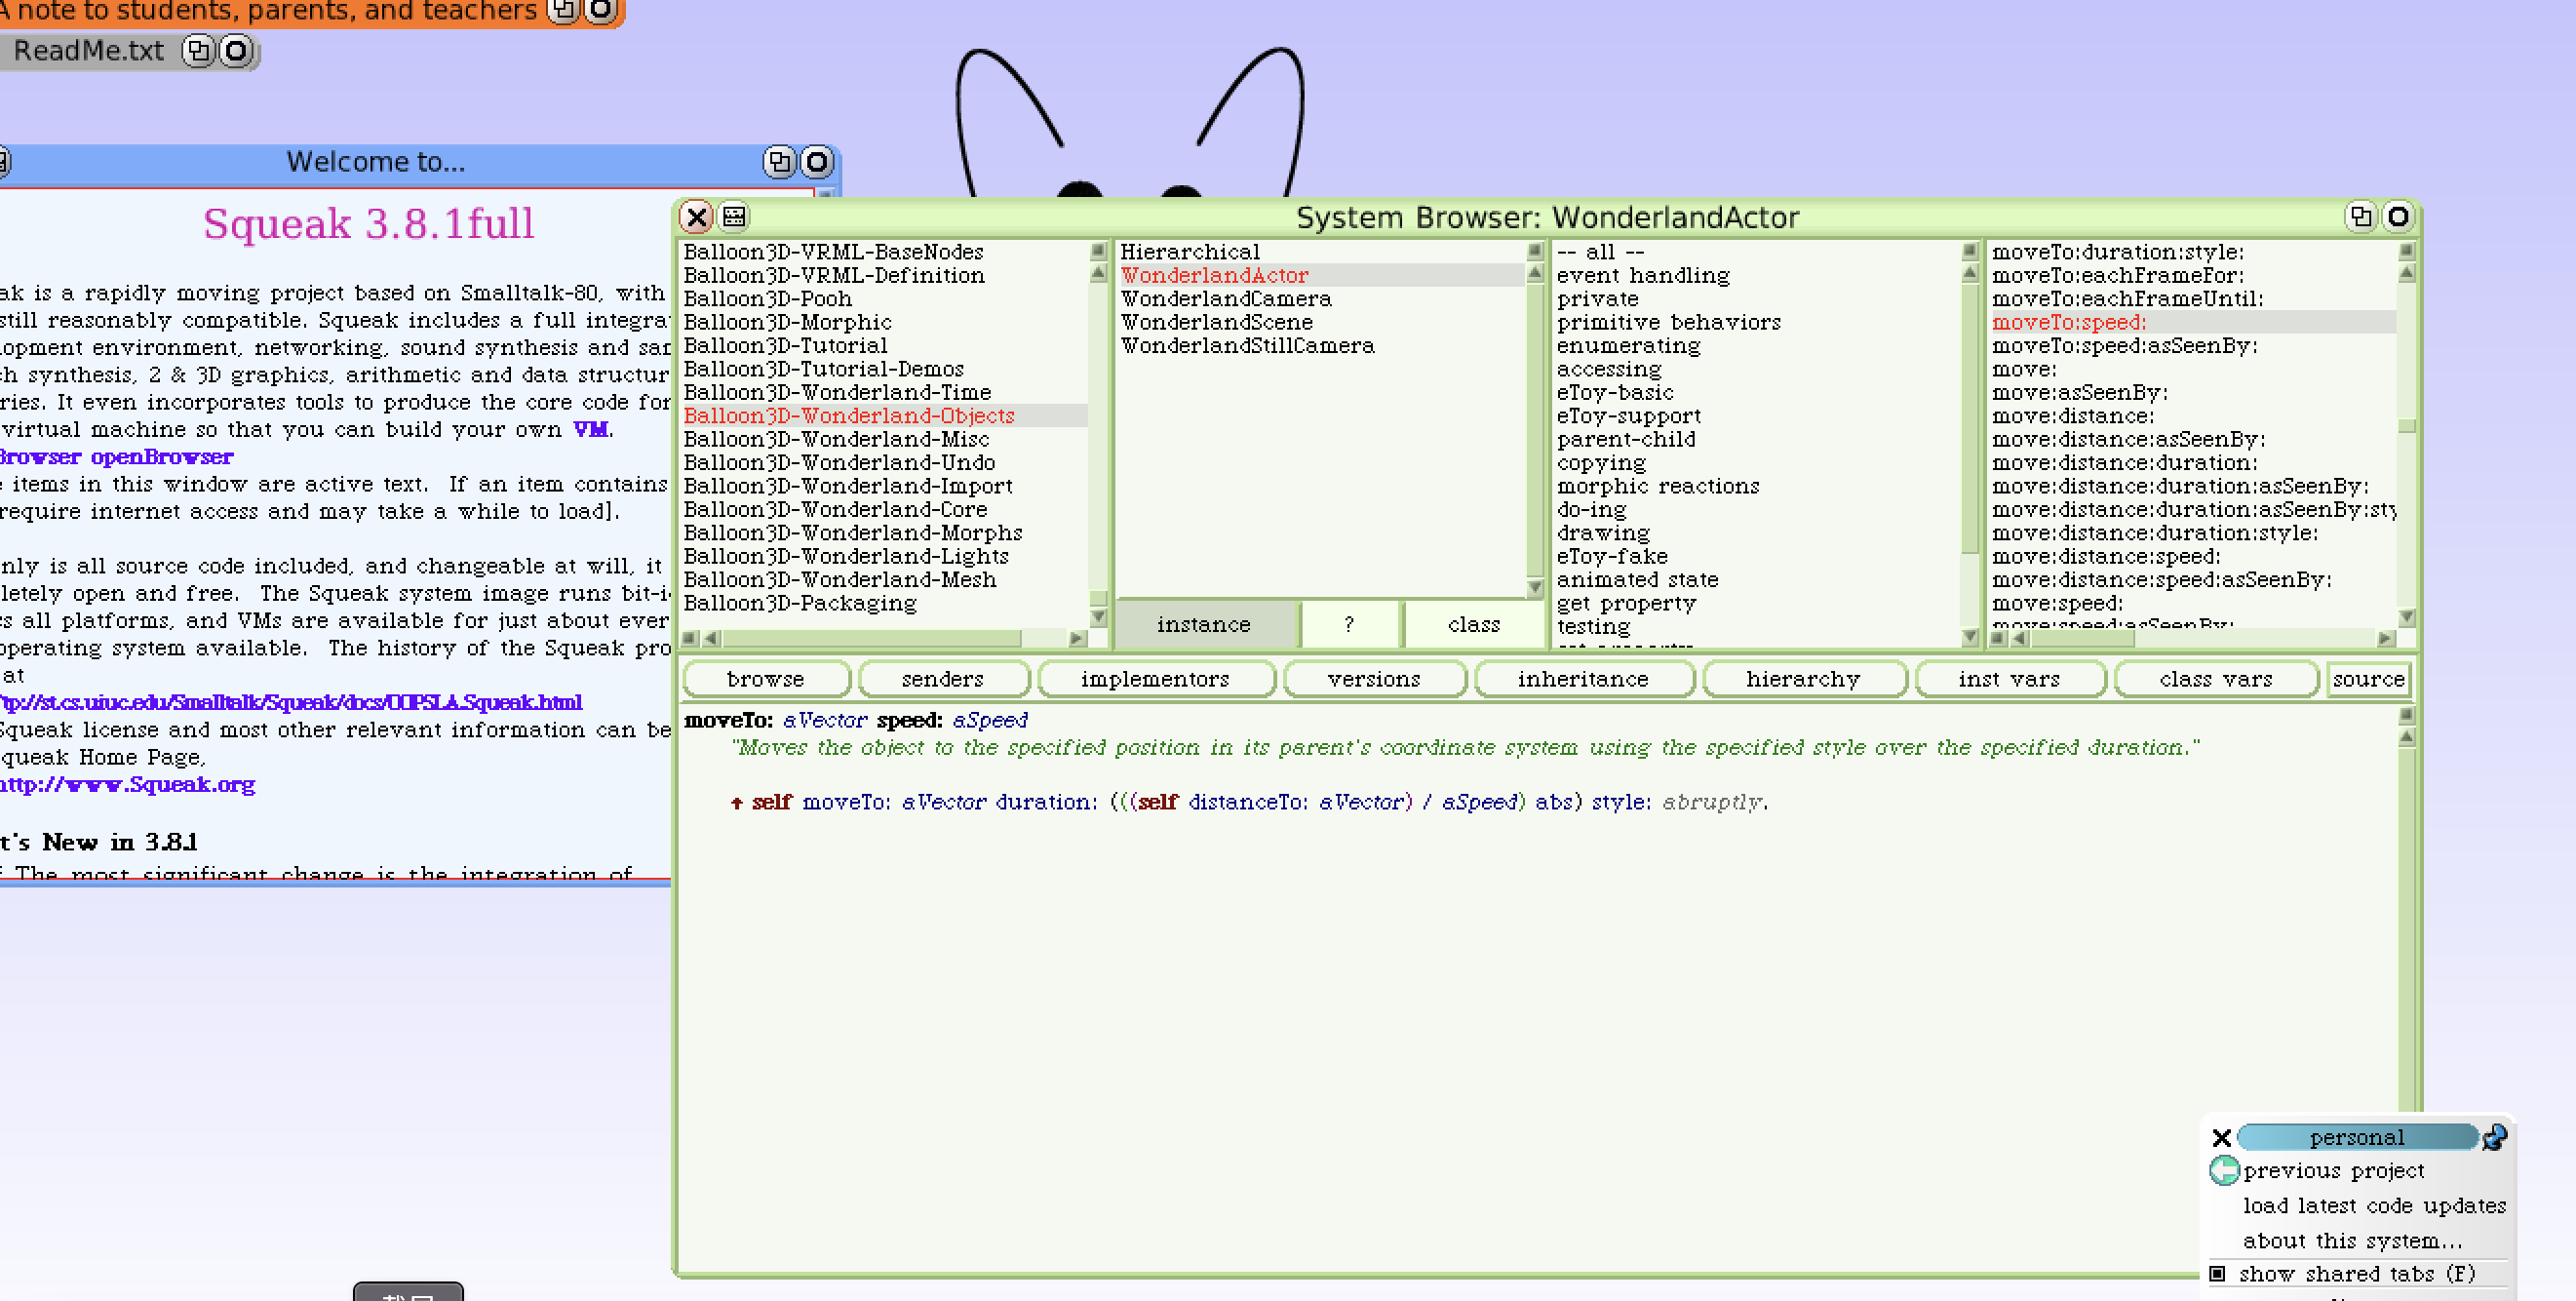 A note to students, parents, and teachers
ReadMe.txt
Welcome to...
Squeak 3.8.1full
ak is a rapidly moving project based on Smalltalk-80, with
still reasonably compatible. Squeak includes a full integra
opment environment, networking, sound synthesis and sam
ch synthesis, 2 & 3D graphics, arithmetic and data structur
ries. It even incorporates tools to produce the core code for
virtual machine so that you can build your own VM.
Browser openBrowser
e items in this window are active text.  If an item contains
require internet access and may take a while to load].
nly is all source code included, and changeable at will, it
letely open and free.  The Squeak system image runs bit-i
s all platforms, and VMs are available for just about ever
operating system available.  The history of the Squeak pro
at
ftp://st.cs.uiuc.edu/Smalltalk/Squeak/docs/OOPSLA.Squeak.html
Squeak license and most other relevant information can be
queak Home Page,
http://www.Squeak.org
t's New in 3.8.1
The most significant change is the integration of
System Browser: WonderlandActor
Balloon3D-VRML-BaseNodes
Balloon3D-VRML-Definition
Balloon3D-Pooh
Balloon3D-Morphic
Balloon3D-Tutorial
Balloon3D-Tutorial-Demos
Balloon3D-Wonderland-Time
Balloon3D-Wonderland-Objects
Balloon3D-Wonderland-Misc
Balloon3D-Wonderland-Undo
Balloon3D-Wonderland-Import
Balloon3D-Wonderland-Core
Balloon3D-Wonderland-Morphs
Balloon3D-Wonderland-Lights
Balloon3D-Wonderland-Mesh
Balloon3D-Packaging
Hierarchical
WonderlandActor
WonderlandCamera
WonderlandScene
WonderlandStillCamera
instance ? class
-- all --
event handling
private
primitive behaviors
enumerating
accessing
eToy-basic
eToy-support
parent-child
copying
morphic reactions
do-ing
drawing
eToy-fake
animated state
get property
testing
moveTo:duration:style:
moveTo:eachFrameFor:
moveTo:eachFrameUntil:
moveTo:speed:
moveTo:speed:asSeenBy:
move:
move:asSeenBy:
move:distance:
move:distance:asSeenBy:
move:distance:duration:
move:distance:duration:asSeenBy:
move:distance:duration:asSeenBy:sty
move:distance:duration:style:
move:distance:speed:
move:distance:speed:asSeenBy:
move:speed:
move:speed:asSeenBy:
browse senders implementors versions inheritance hierarchy inst vars class vars source
moveTo: aVector speed: aSpeed
"Moves the object to the specified position in its parent's coordinate system using the specified style over the specified duration."
↑ self moveTo: aVector duration: (((self distanceTo: aVector) / aSpeed) abs) style: abruptly.
personal
previous project
load latest code updates
about this system...
show shared tabs (F)